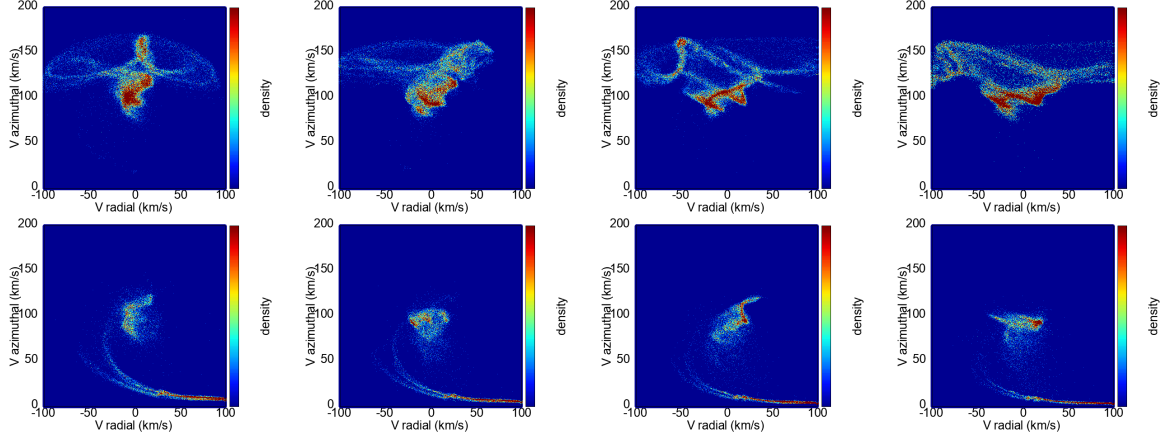 200 200 200 200
150 150 150 150
100 100 100 100
50 50 50 50
0 0 0 0
V azimuthal (km/s) V azimuthal (km/s) V azimuthal (km/s) V azimuthal (km/s)
density density density density
-100 -50 0 50 100 -100 -50 0 50 100 -100 -50 0 50 100 -100 -50 0 50 100
V radial (km/s) V radial (km/s) V radial (km/s) V radial (km/s)
200 200 200 200
150 150 150 150
100 100 100 100
50 50 50 50
0 0 0 0
V azimuthal (km/s) V azimuthal (km/s) V azimuthal (km/s) V azimuthal (km/s)
density density density density
-100 -50 0 50 100 -100 -50 0 50 100 -100 -50 0 50 100 -100 -50 0 50 100
V radial (km/s) V radial (km/s) V radial (km/s) V radial (km/s)